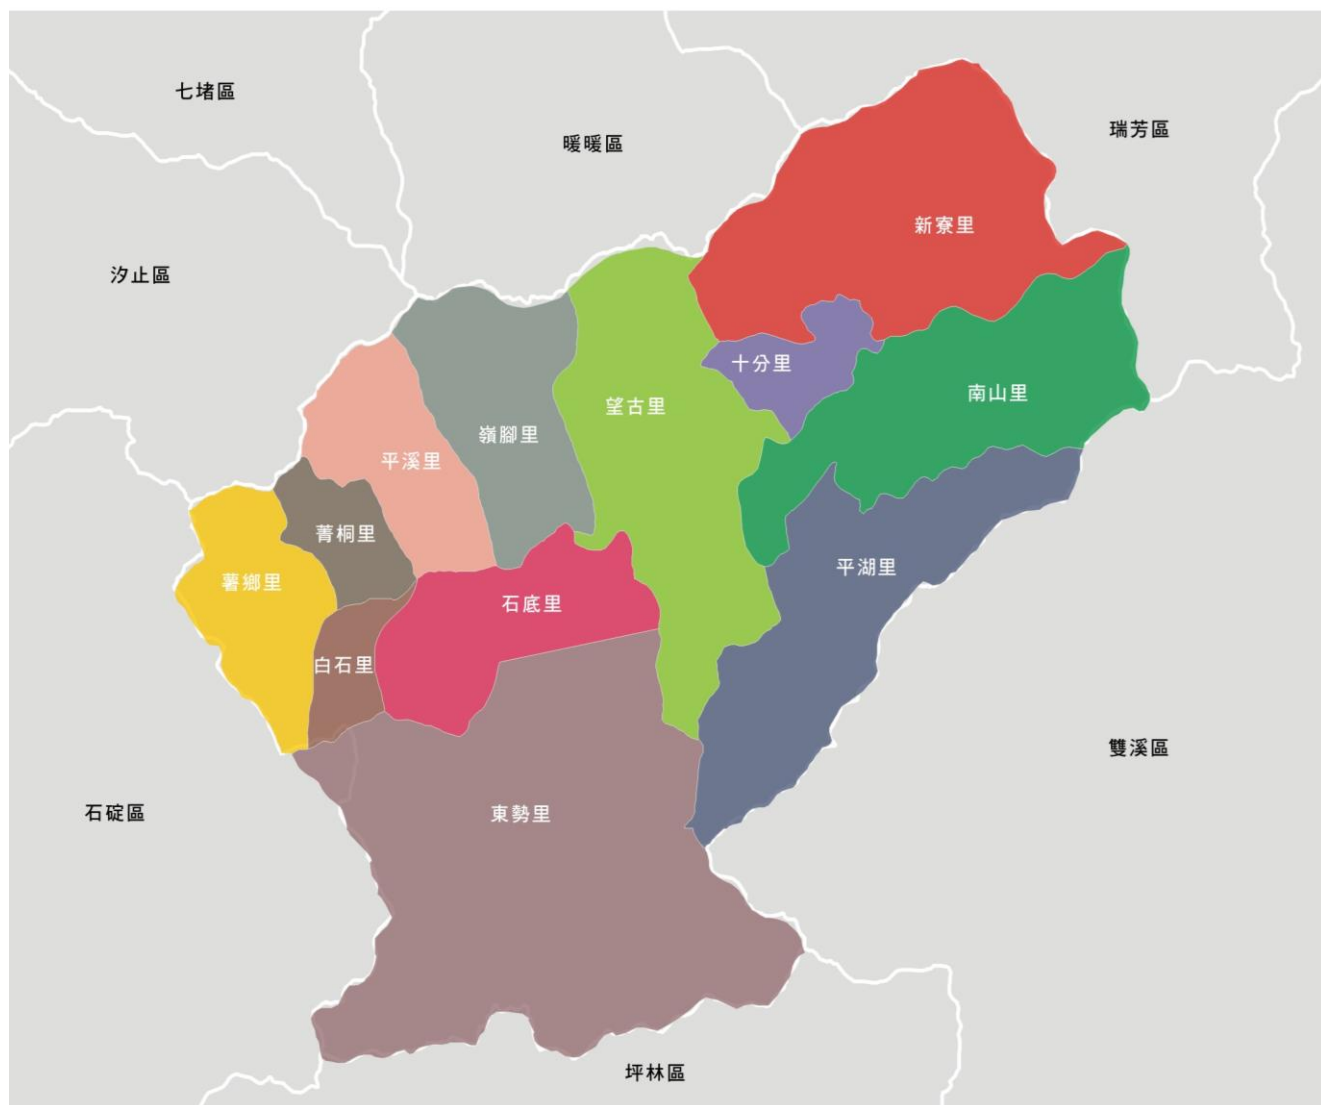 七堵區
瑞芳區
暖暖區
新寮里
汐止區
十分里
南山里
望古里
嶺腳里
平溪里
菁桐里
平湖里
薯鄉里
石底里
白石里
雙溪區
石碇區
東勢里
坪林區